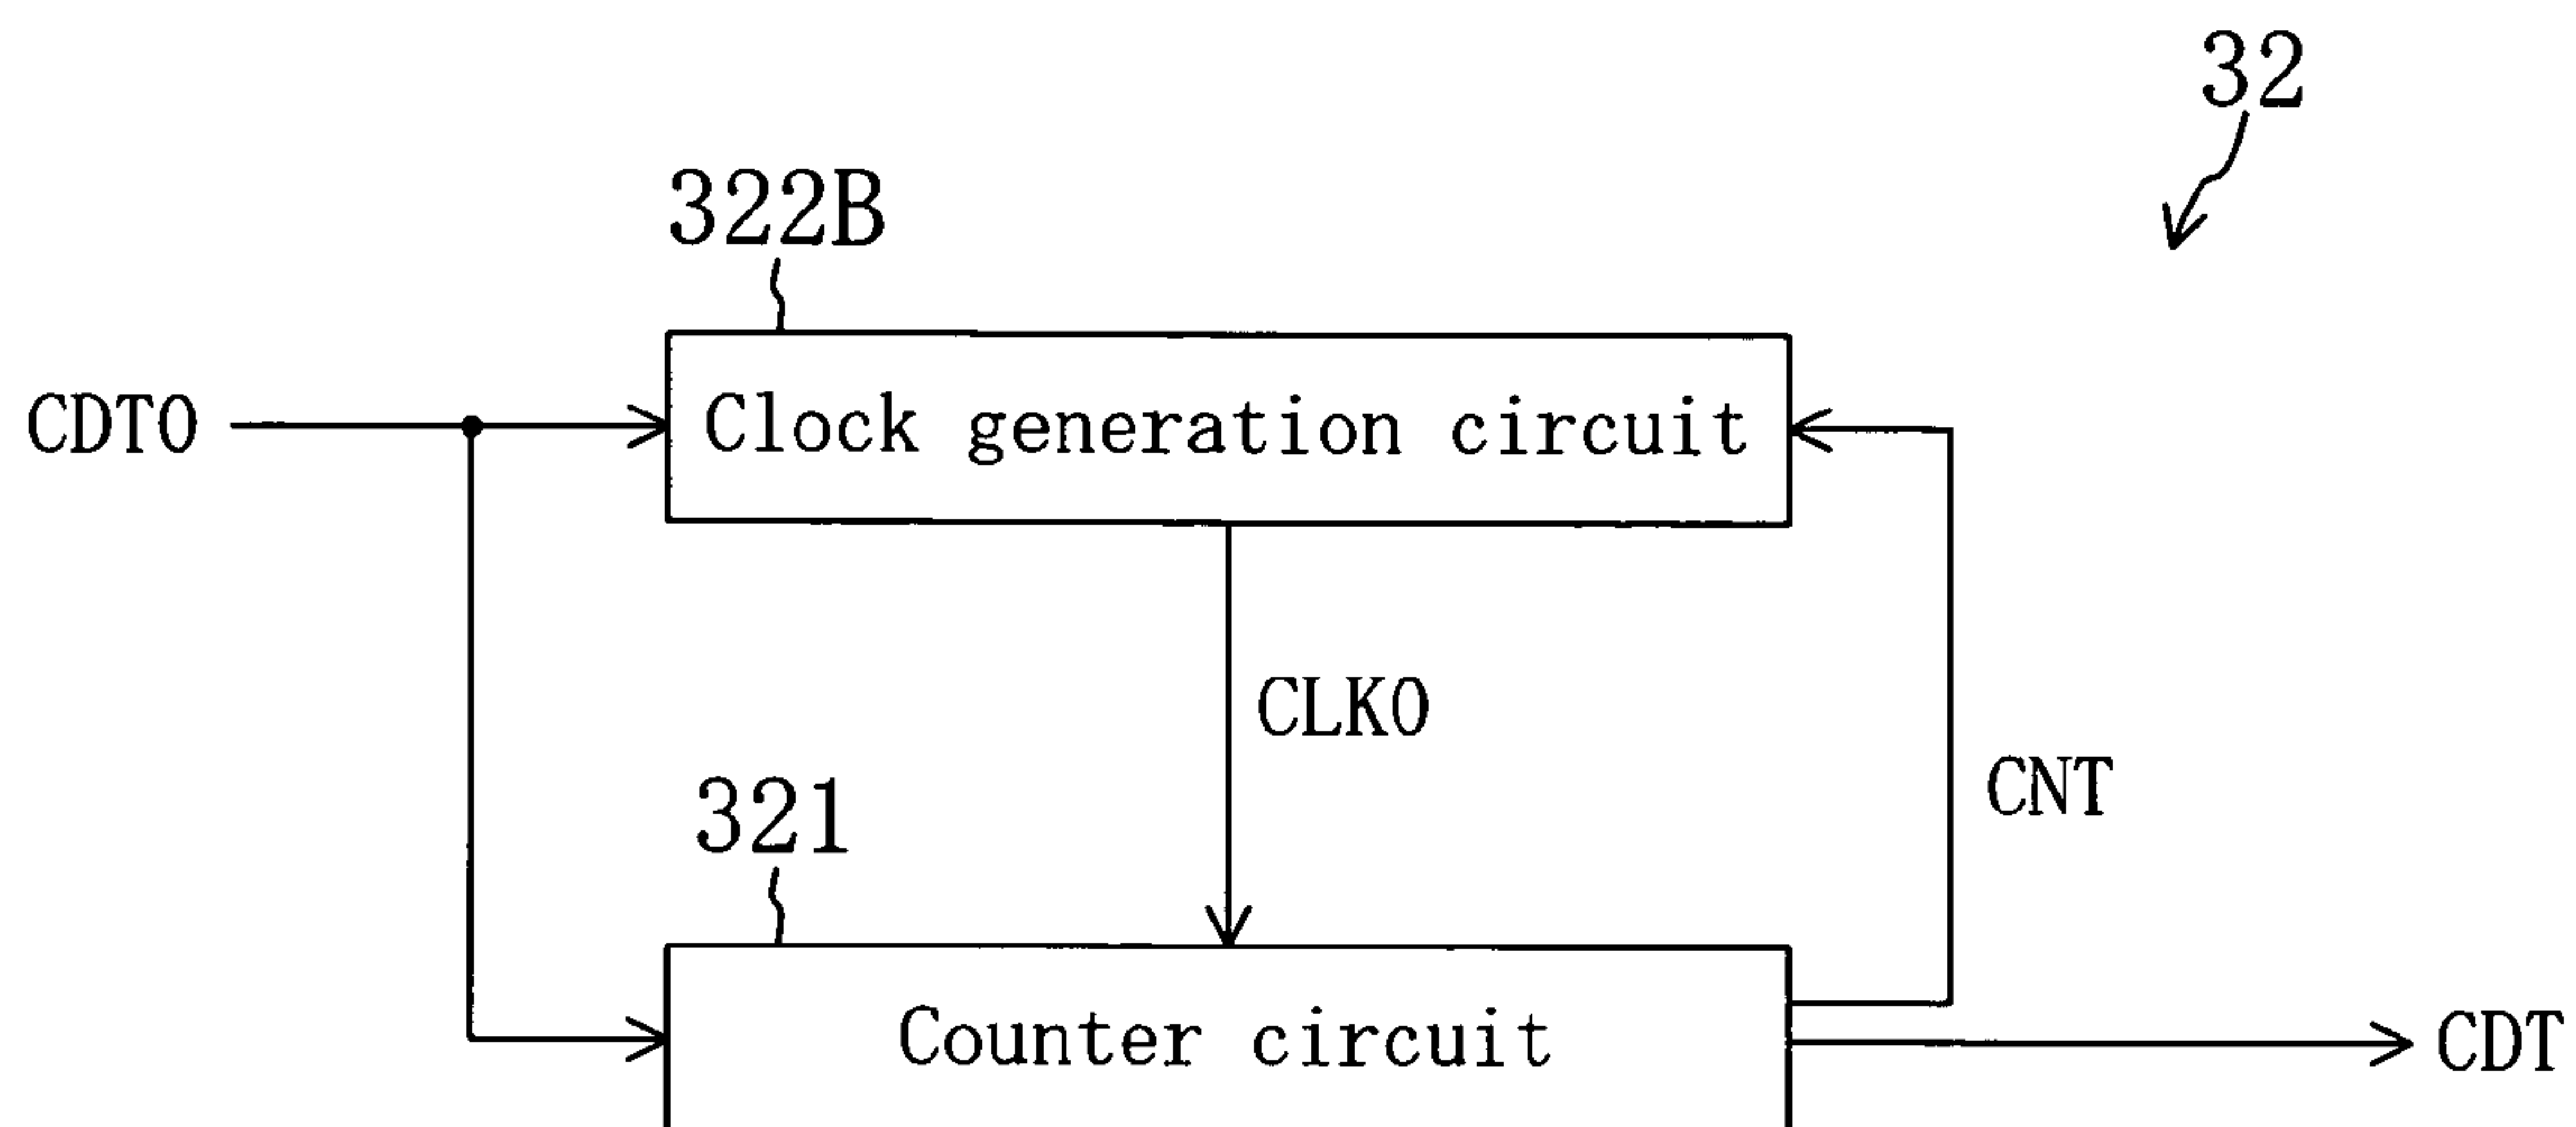 32
322B
CDT0
Clock generation circuit
CLK0
CNT
321
Counter circuit
CDT